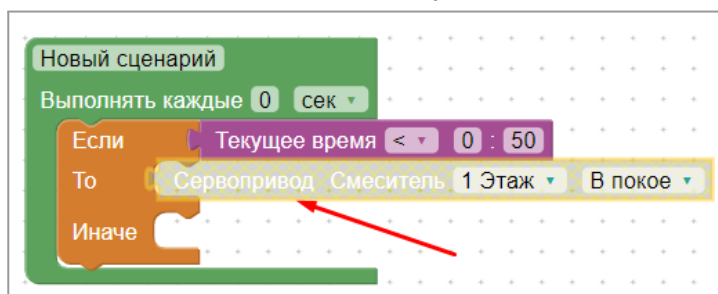 Новый сценарий
Выполнять каждые 0 сек
Если Текущее время < 0 : 50
То Сервопривод Смеситель 1 Этаж В покое
Иначе